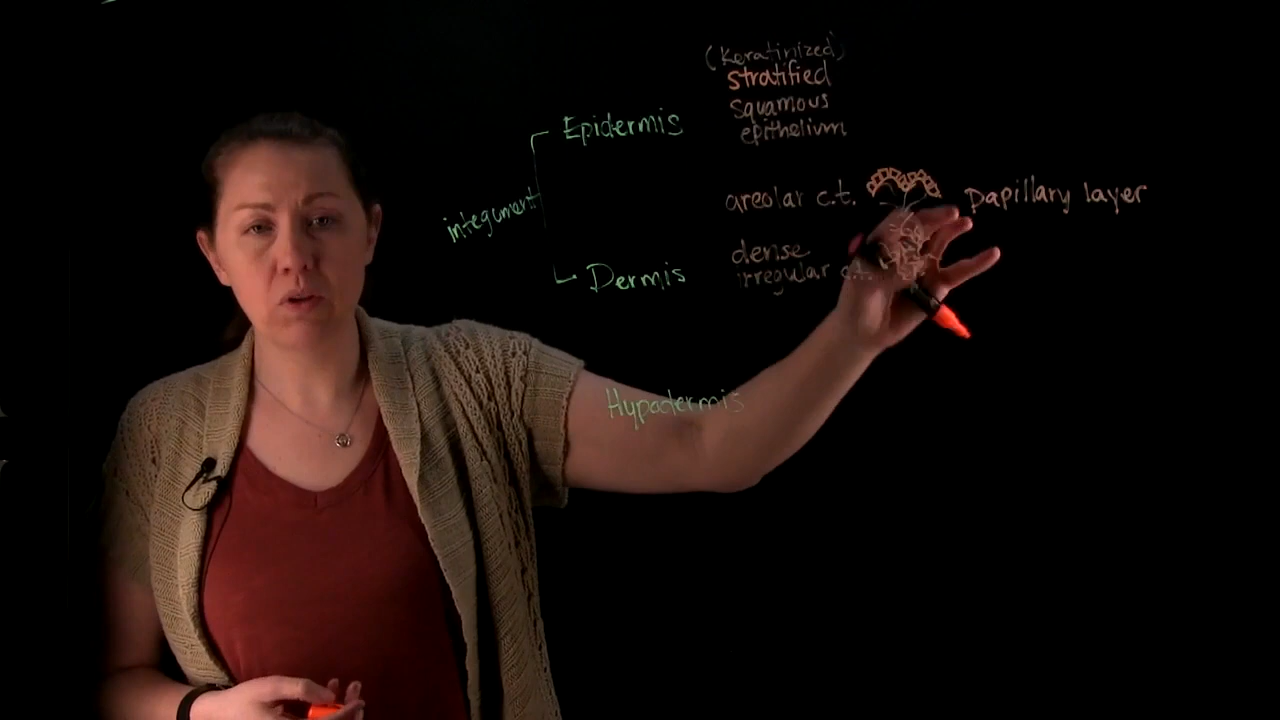 (Keratinized)
stratified
squamous
epithelium
Epidermis
integument
areolar c.t.
Papillary layer
dense
irregular c.t.
Dermis
Hypodermis